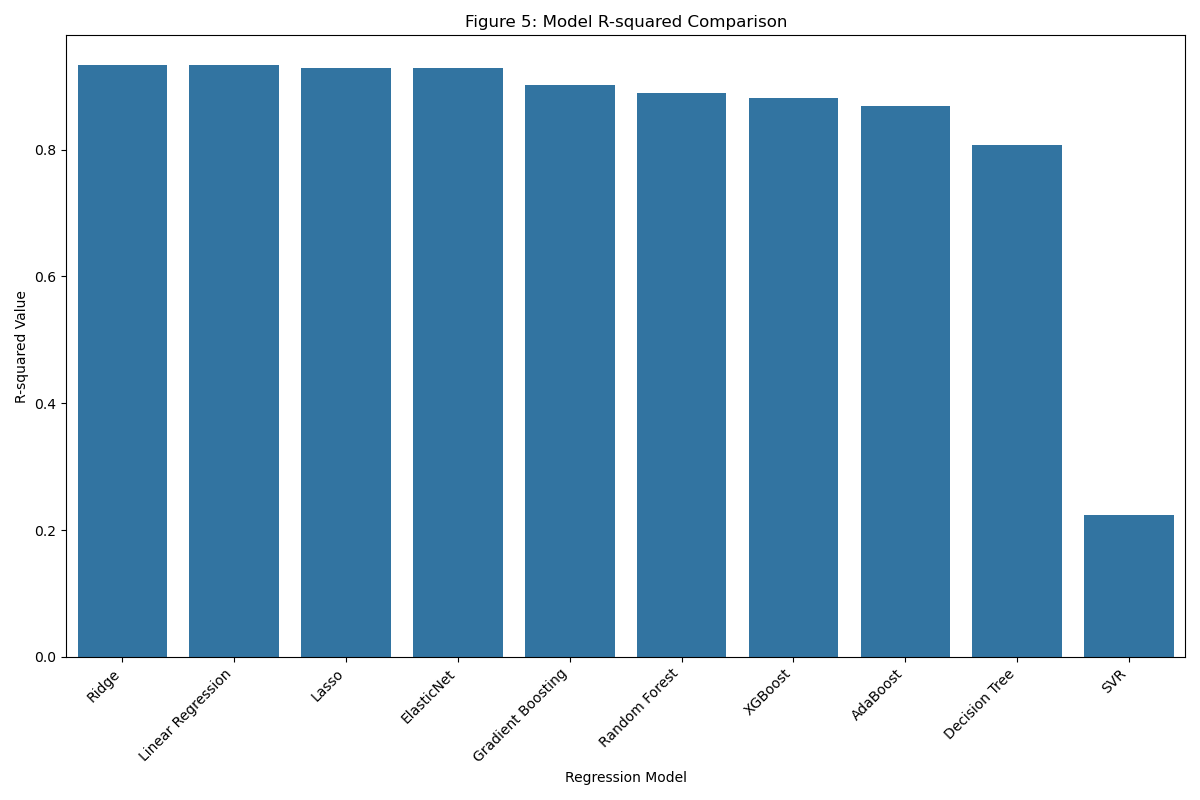 Figure 5: Model R-squared Comparison
R-squared Value
0.8
0.6
0.4
0.2
0.0
Ridge
Linear Regression
Lasso
ElasticNet
Gradient Boosting
Random Forest
XGBoost
AdaBoost
Decision Tree
SVR
Regression Model